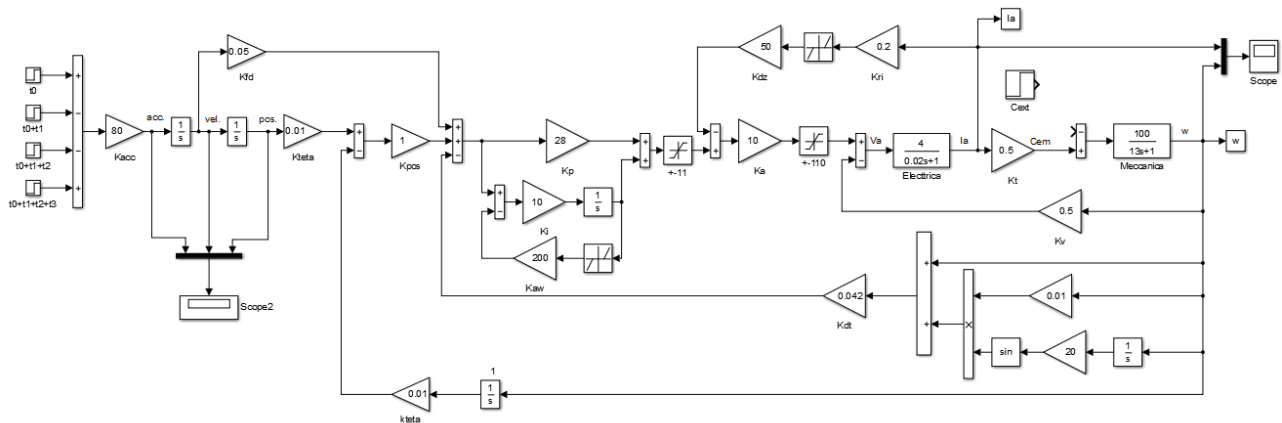 t0
t0+t1
t0+t1+t2
t0+t1+t2+t3
+
−
−
+
80
Kacc
acc.
1
s
vel.
1
s
pos.
0.05
Kfd
0.01
Kteta
Scope2
+
−
1
Kpos
+
+
−
28
Kp
+
−
10
Ki
1
s
200
Kaw
+
+
+-11
−
+
50
Kdz
0.2
Kri
10
Ka
+-110
+
−
Va
4
0.02s+1
Electtrica
Ia
Ia
0.5
Kt
Cext
Cem
−
+
100
13s+1
Meccanica
w
w
Scope
0.5
Kv
0.042
Kdt
+
+
×
0.01
sin
20
1
s
1
1
s
0.01
kteta